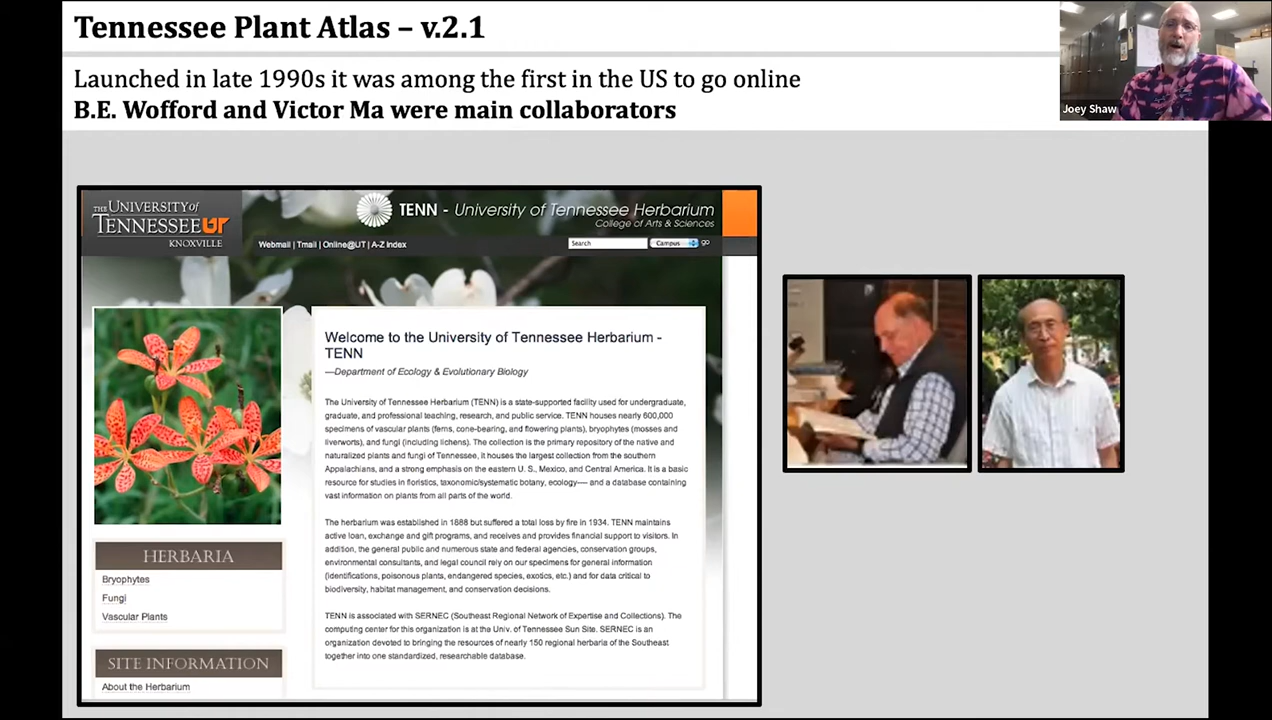 Tennessee Plant Atlas – v.2.1
Launched in late 1990s it was among the first in the US to go online
B.E. Wofford and Victor Ma were main collaborators
Joey Shaw
THE UNIVERSITY of
TENNESSEE UT
KNOXVILLE
TENN - University of Tennessee Herbarium
College of Arts & Sciences
Webmail | Tmail | Online@UT | A-Z Index
Search
Campus
go
Welcome to the University of Tennessee Herbarium -
TENN
—Department of Ecology & Evolutionary Biology
The University of Tennessee Herbarium (TENN) is a state-supported facility used for undergraduate,
graduate, and professional teaching, research, and public service. TENN houses nearly 600,000
specimens of vascular plants (ferns, cone-bearing, and flowering plants), bryophytes (mosses and
liverworts), and fungi (including lichens). The collection is the primary repository of the native and
naturalized plants and fungi of Tennessee, it houses the largest collection from the southern
Appalachians, and a strong emphasis on the eastern U. S., Mexico, and Central America. It is a basic
resource for studies in floristics, taxonomic/systematic botany, ecology---- and a database containing
vast information on plants from all parts of the world.
The herbarium was established in 1888 but suffered a total loss by fire in 1934. TENN maintains
active loan, exchange and gift programs, and receives and provides financial support to visitors. In
addition, the general public and numerous state and federal agencies, conservation groups,
environmental consultants, and legal council rely on our specimens for general information
(identifications, poisonous plants, endangered species, exotics, etc.) and for data critical to
biodiversity, habitat management, and conservation decisions.
TENN is associated with SERNEC (Southeast Regional Network of Expertise and Collections). The
computing center for this organization is at the Univ. of Tennessee Sun Site. SERNEC is an
organization devoted to bringing the resources of nearly 150 regional herbaria of the Southeast
together into one standardized, researchable database.
HERBARIA
Bryophytes
Fungi
Vascular Plants
SITE INFORMATION
About the Herbarium